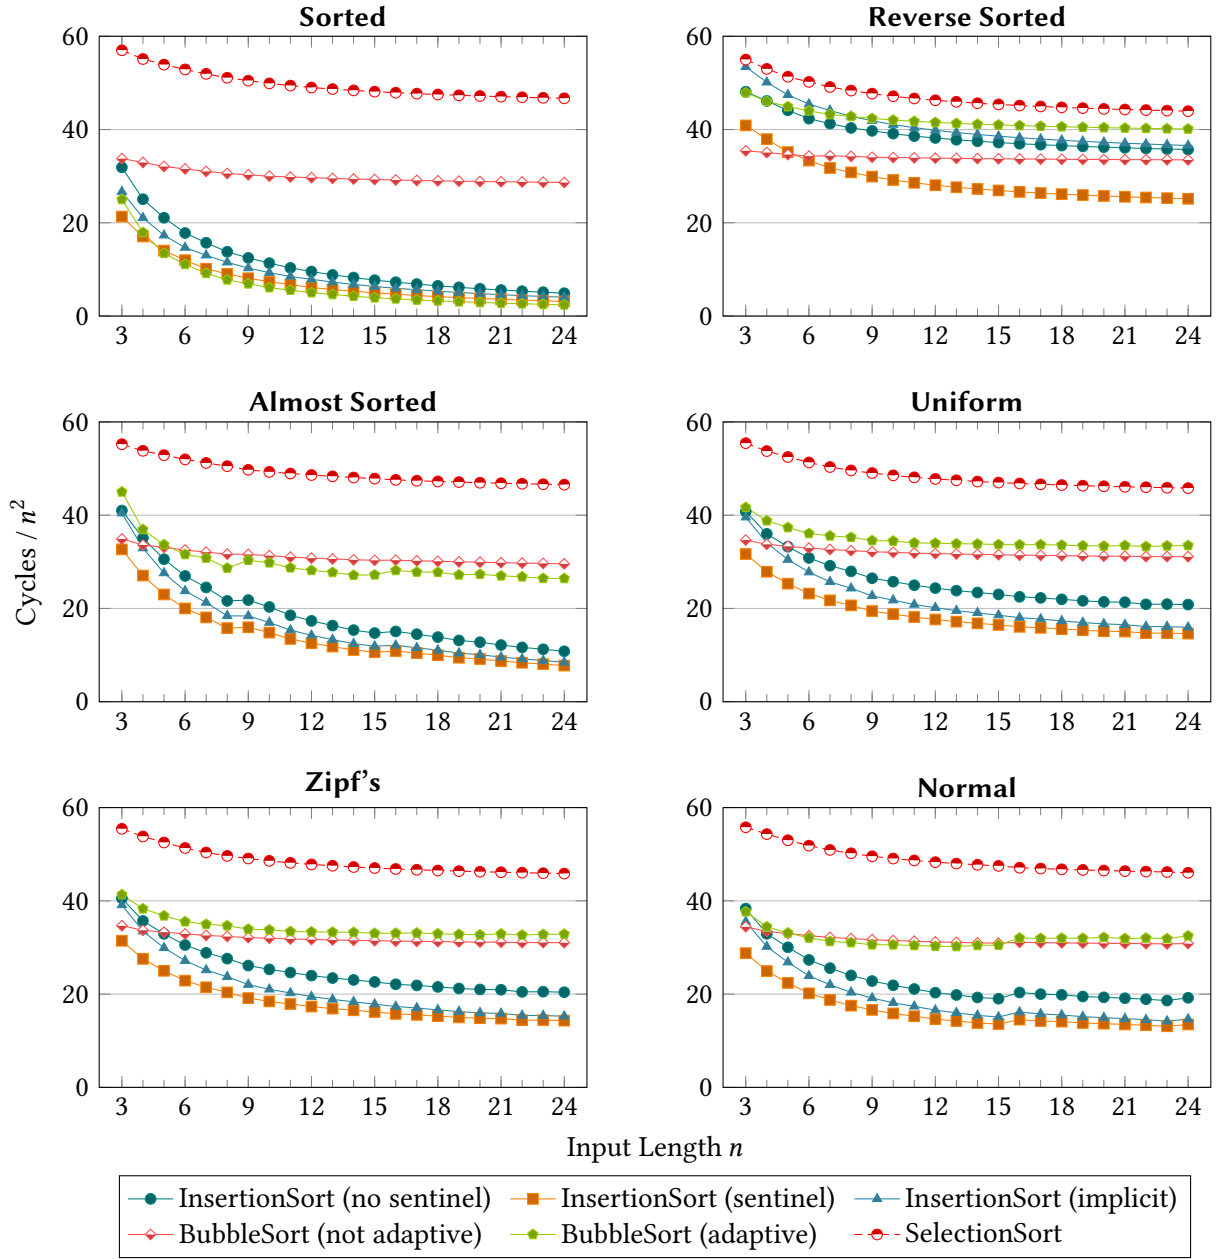 Sorted
Reverse Sorted
60
40
20
0
3 6 9 12 15 18 21 24
60
40
20
0
3 6 9 12 15 18 21 24
Almost Sorted
Uniform
60
40
20
0
3 6 9 12 15 18 21 24
60
40
20
0
3 6 9 12 15 18 21 24
Cycles / n²
Zipf's
Normal
60
40
20
0
3 6 9 12 15 18 21 24
60
40
20
0
3 6 9 12 15 18 21 24
Input Length n
InsertionSort (no sentinel) InsertionSort (sentinel) InsertionSort (implicit)
BubbleSort (not adaptive) BubbleSort (adaptive) SelectionSort